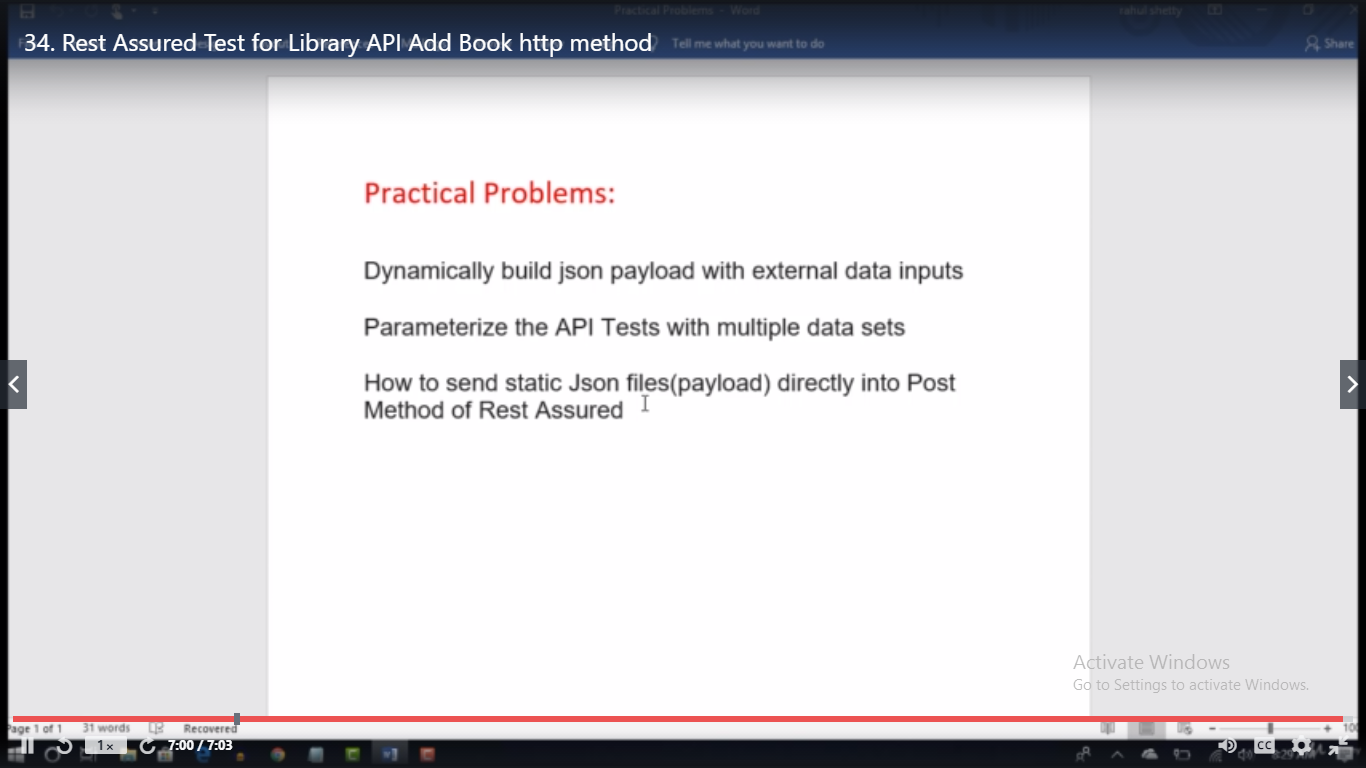 Practical Problems - Word
rahul shetty
34. Rest Assured Test for Library API Add Book http method
Tell me what you want to do
Share
Practical Problems:
Dynamically build json payload with external data inputs
Parameterize the API Tests with multiple data sets
How to send static Json files(payload) directly into Post
Method of Rest Assured
Activate Windows
Go to Settings to activate Windows.
Page 1 of 1
31 words
Recovered
1x
7:00 / 7:03
CC